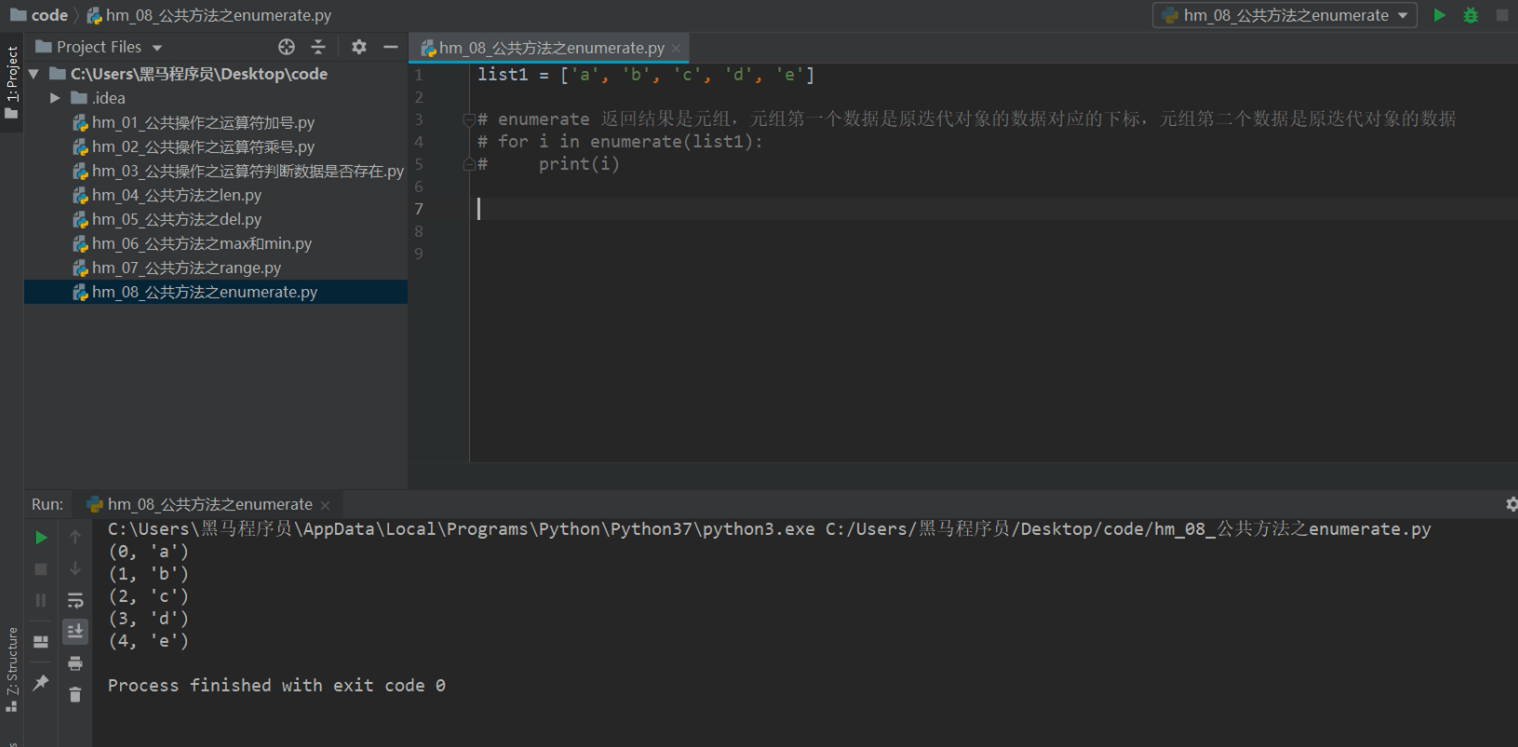 code
hm_08_公共方法之enumerate.py
hm_08_公共方法之enumerate
1: Project
Project Files
C:\Users\黑马程序员\Desktop\code
.idea
hm_01_公共操作之运算符加号.py
hm_02_公共操作之运算符乘号.py
hm_03_公共操作之运算符判断数据是否存在.py
hm_04_公共方法之len.py
hm_05_公共方法之del.py
hm_06_公共方法之max和min.py
hm_07_公共方法之range.py
hm_08_公共方法之enumerate.py
hm_08_公共方法之enumerate.py
1 list1 = ['a', 'b', 'c', 'd', 'e']
2
3 # enumerate 返回结果是元组，元组第一个数据是原迭代对象的数据对应的下标，元组第二个数据是原迭代对象的数据
4 # for i in enumerate(list1):
5 #     print(i)
6
7
8
9
Run:
hm_08_公共方法之enumerate
C:\Users\黑马程序员\AppData\Local\Programs\Python\Python37\python3.exe C:/Users/黑马程序员/Desktop/code/hm_08_公共方法之enumerate.py
(0, 'a')
(1, 'b')
(2, 'c')
(3, 'd')
(4, 'e')
Process finished with exit code 0
Z: Structure